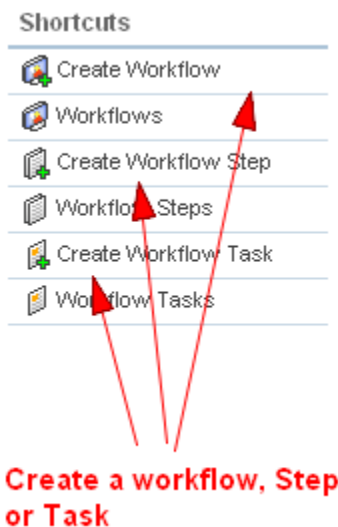 Shortcuts
Create Workflow
Workflows
Create Workflow Step
Workflow Steps
Create Workflow Task
Workflow Tasks
Create a workflow, Step
or Task